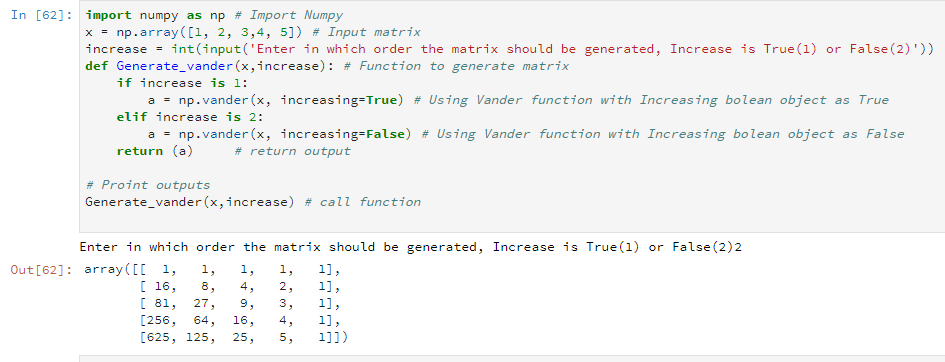 In [62]: import numpy as np # Import Numpy
x = np.array([1, 2, 3,4, 5]) # Input matrix
increase = int(input('Enter in which order the matrix should be generated, Increase is True(1) or False(2)'))
def Generate_vander(x,increase): # Function to generate matrix
    if increase is 1:
        a = np.vander(x, increasing=True) # Using Vander function with Increasing bolean object as True
    elif increase is 2:
        a = np.vander(x, increasing=False) # Using Vander function with Increasing bolean object as False
    return (a)     # return output
# Proint outputs
Generate_vander(x,increase) # call function
Enter in which order the matrix should be generated, Increase is True(1) or False(2)2
Out[62]: array([[  1,   1,   1,   1,   1],
       [ 16,   8,   4,   2,   1],
       [ 81,  27,   9,   3,   1],
       [256,  64,  16,   4,   1],
       [625, 125,  25,   5,   1]])